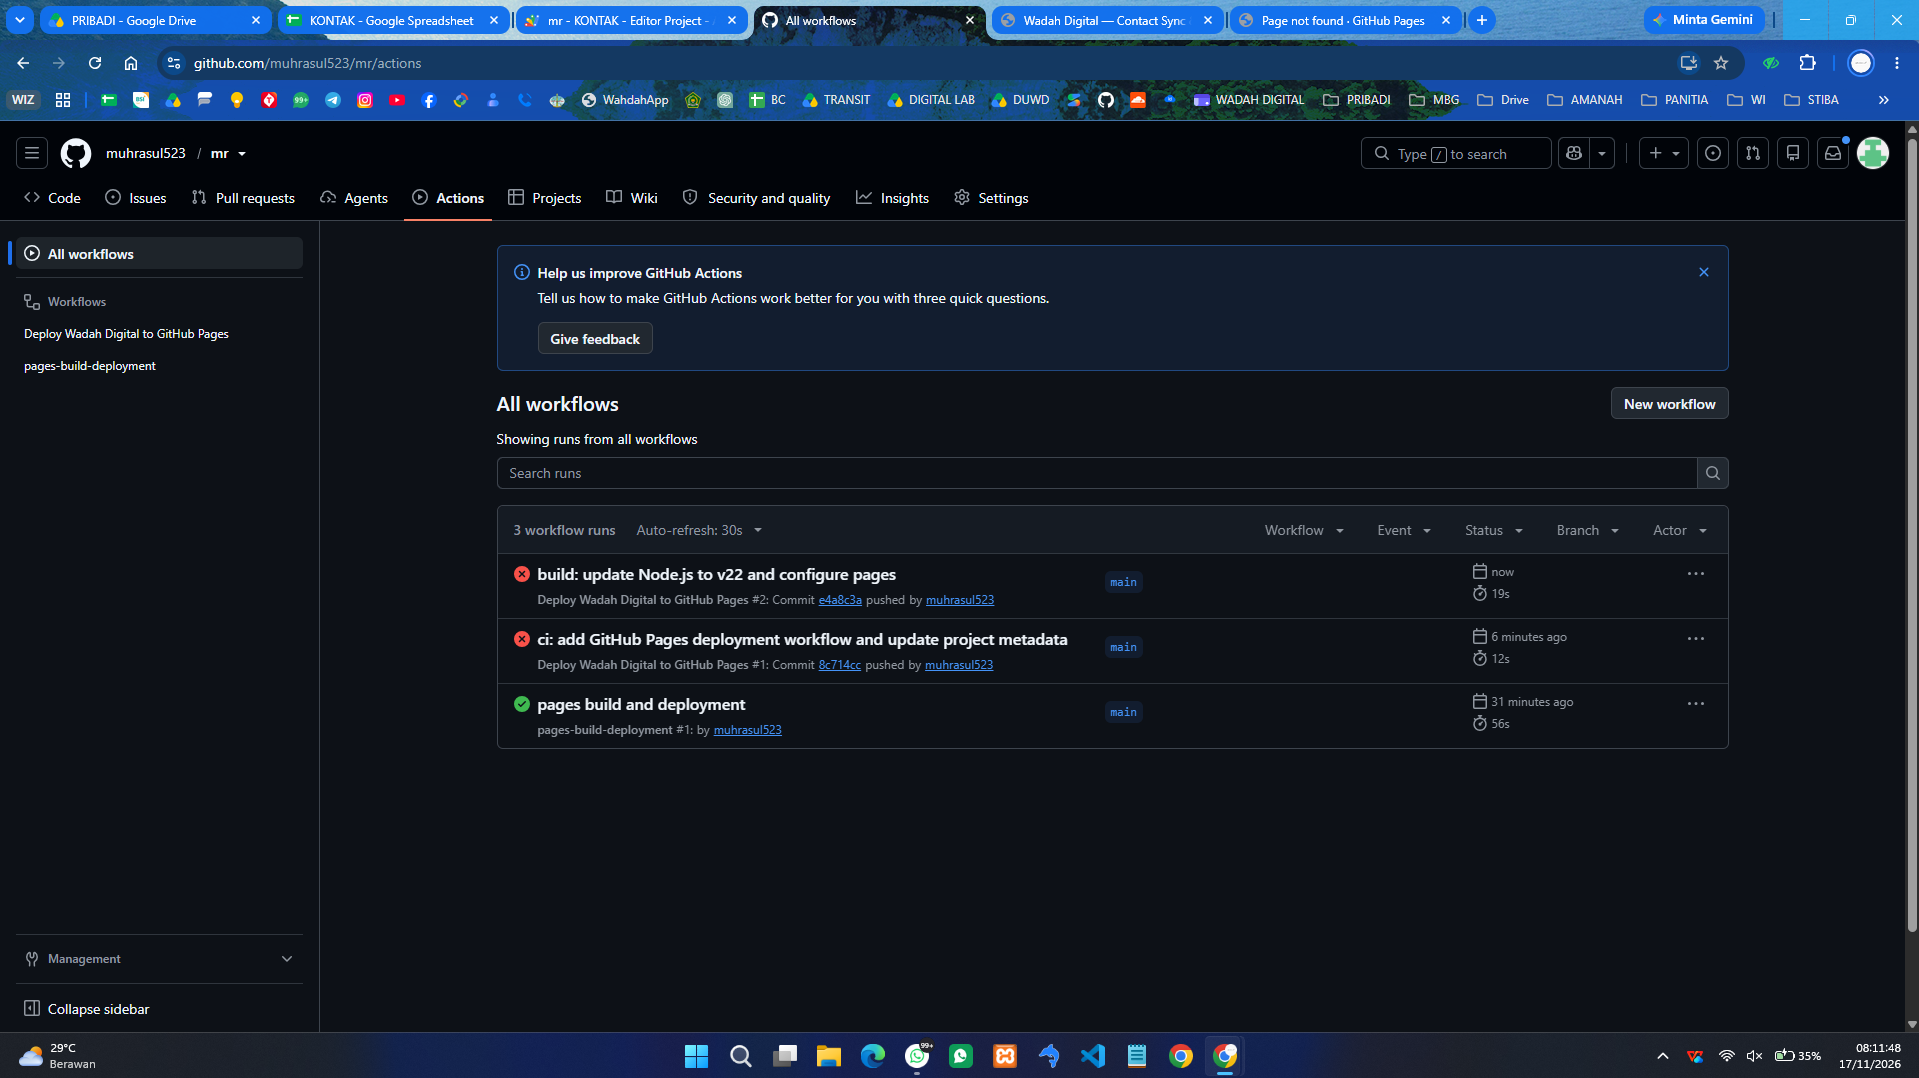 PRIBADI - Google Drive
KONTAK - Google Spreadsheet
mr - KONTAK - Editor Project -
All workflows
Wadah Digital — Contact Sync
Page not found · GitHub Pages
Minta Gemini
github.com/muhrasul523/mr/actions
WIZ
99+
WahdahApp
BC
TRANSIT
DIGITAL LAB
DUWD
WADAH DIGITAL
PRIBADI
MBG
Drive
AMANAH
PANITIA
WI
STIBA
muhrasul523 / mr
Type / to search
Code
Issues
Pull requests
Agents
Actions
Projects
Wiki
Security and quality
Insights
Settings
All workflows
Workflows
Deploy Wadah Digital to GitHub Pages
pages-build-deployment
Management
Collapse sidebar
Help us improve GitHub Actions
Tell us how to make GitHub Actions work better for you with three quick questions.
Give feedback
All workflows
New workflow
Showing runs from all workflows
Search runs
3 workflow runs
Auto-refresh: 30s
Workflow
Event
Status
Branch
Actor
build: update Node.js to v22 and configure pages
Deploy Wadah Digital to GitHub Pages #2: Commit e4a8c3a pushed by muhrasul523
main
now
19s
ci: add GitHub Pages deployment workflow and update project metadata
Deploy Wadah Digital to GitHub Pages #1: Commit 8c714cc pushed by muhrasul523
main
6 minutes ago
12s
pages build and deployment
pages-build-deployment #1: by muhrasul523
main
31 minutes ago
56s
29°C
Berawan
99+
35%
08:11:48
17/11/2026